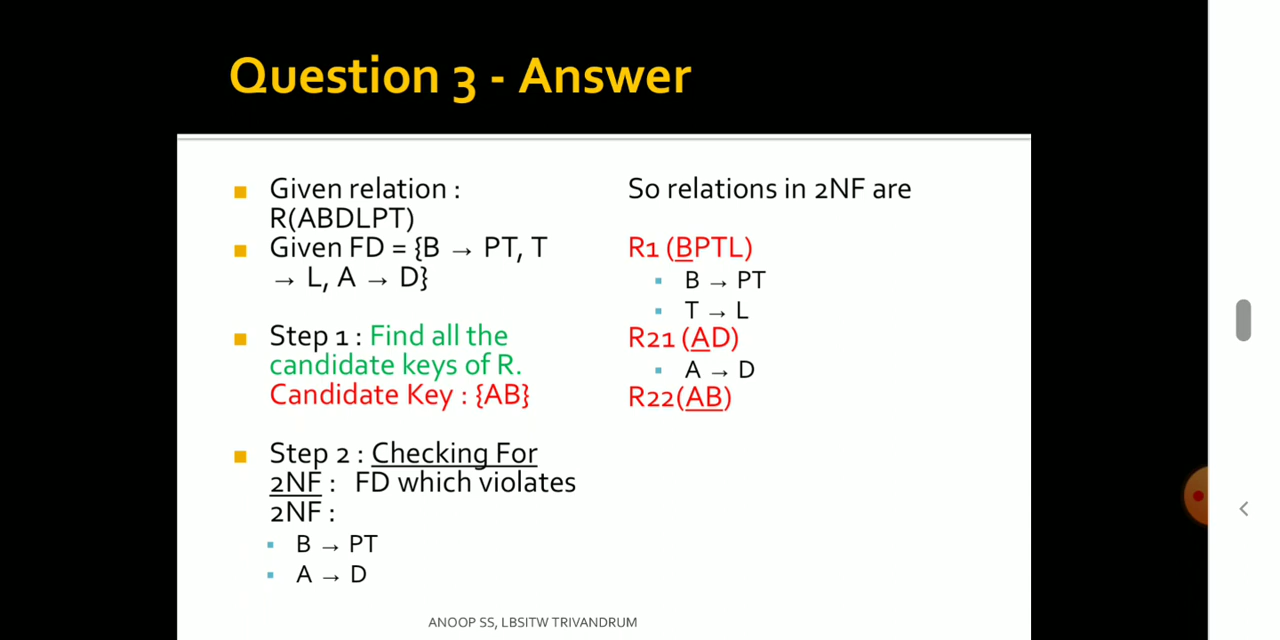 Question 3 - Answer
Given relation :
R(ABDLPT)
Given FD = {B → PT, T
→ L, A → D}
Step 1 : Find all the
candidate keys of R.
Candidate Key : {AB}
Step 2 : Checking For
2NF : FD which violates
2NF :
B → PT
A → D
So relations in 2NF are
R1 (BPTL)
B → PT
T → L
R21 (AD)
A → D
R22(AB)
ANOOP SS, LBSITW TRIVANDRUM